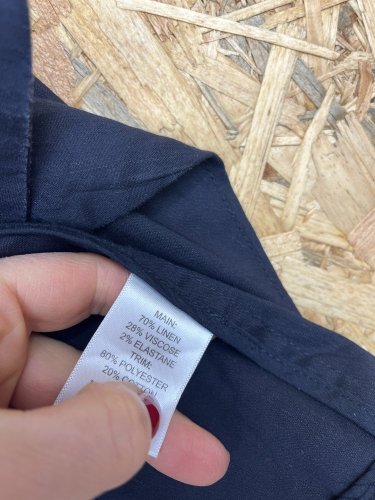 MAIN:
70% LINEN
28% VISCOSE
2% ELASTANE
TRIM:
80% POLYESTER
20% COTTON